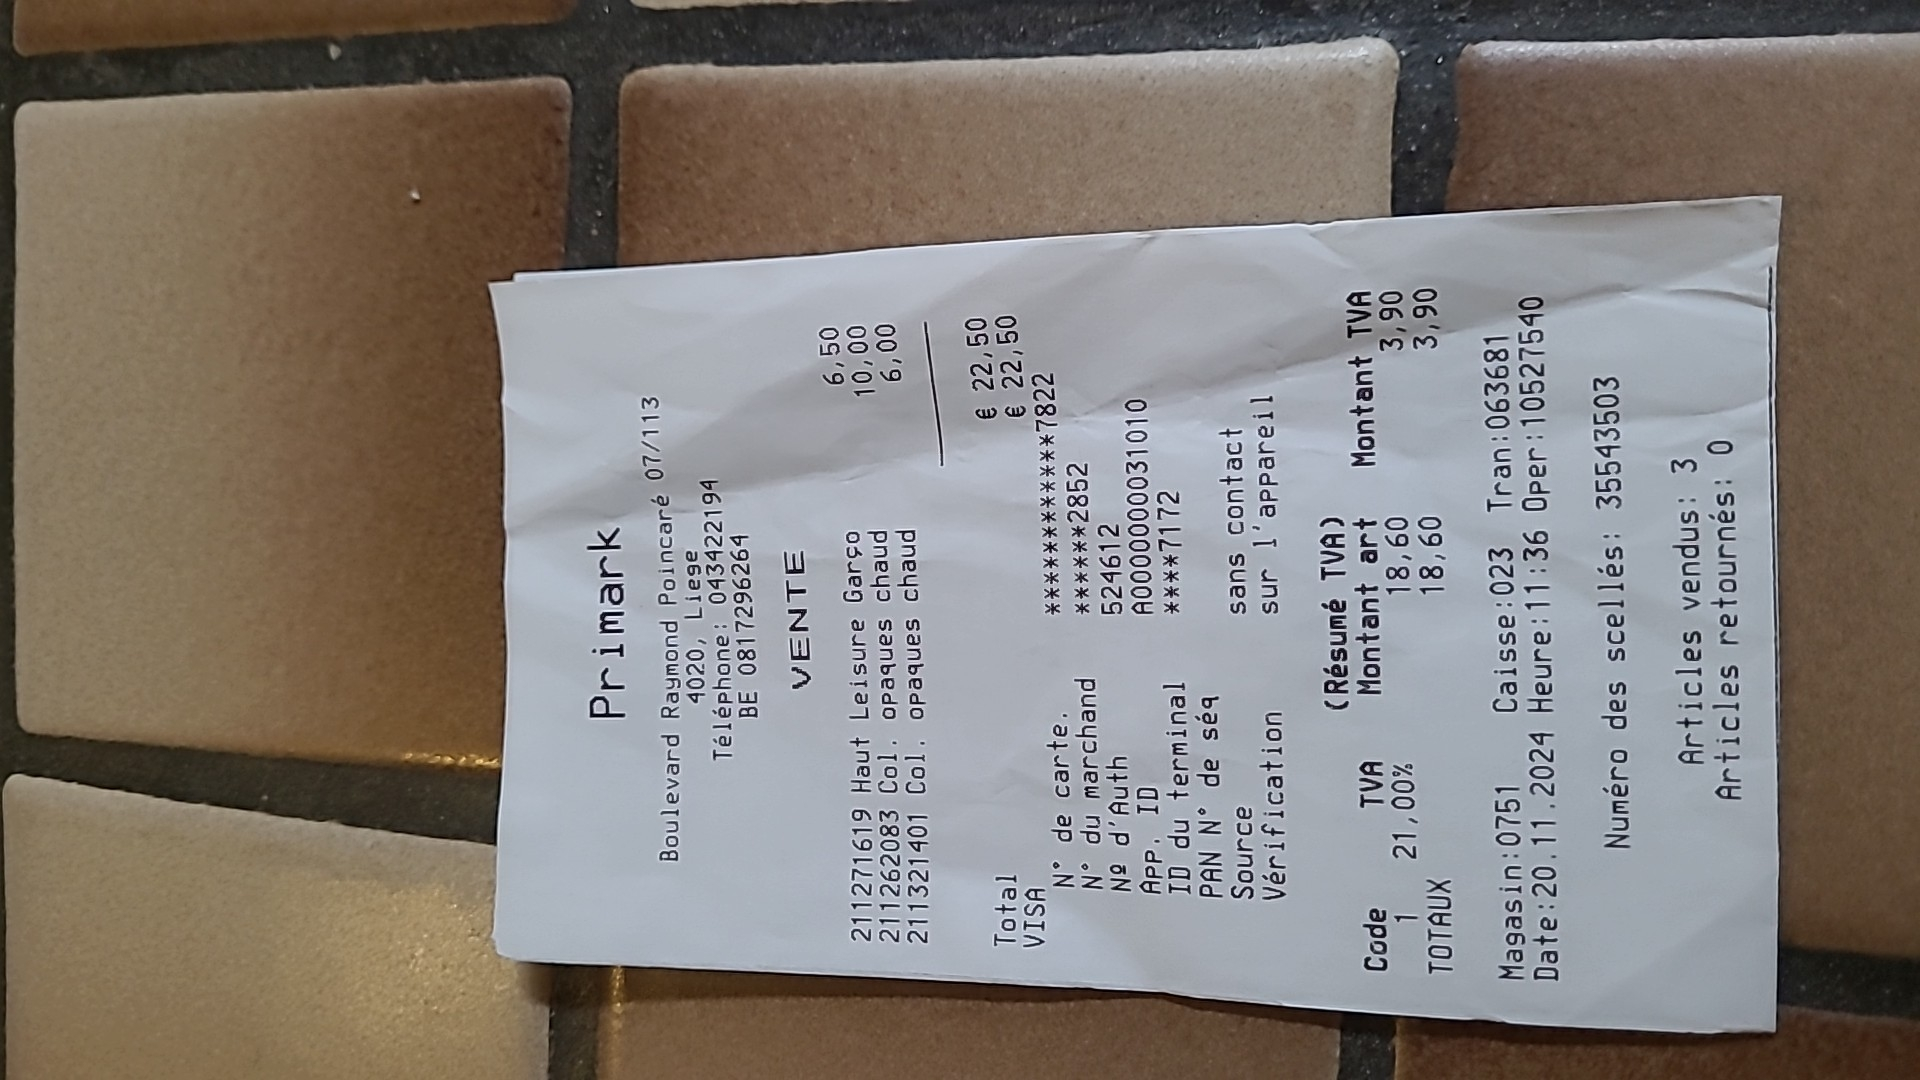 Primark
Boulevard Raymond Poincaré 07/113
4020, Liege
Téléphone: 043422194
BE 0817296264
VENTE
211271619 Haut Leisure Garço 6,50
211262083 Col. opaques chaud 10,00
211321401 Col. opaques chaud 6,00
Total € 22,50
VISA € 22,50
N° de carte. ************7822
N° du marchand ******2852
Nº d'Auth 524612
App. ID A0000000031010
ID du terminal ****7172
PAN N° de séq
Source sans contact
Vérification sur l'appareil
(Résumé TVA)
Code TVA Montant art Montant TVA
1 21,00% 18,60 3,90
TOTAUX 18,60 3,90
Magasin:0751 Caisse:023 Tran:063681
Date:20.11.2024 Heure:11:36 Oper:10527540
Numéro des scellés: 35543503
Articles vendus: 3
Articles retournés: 0